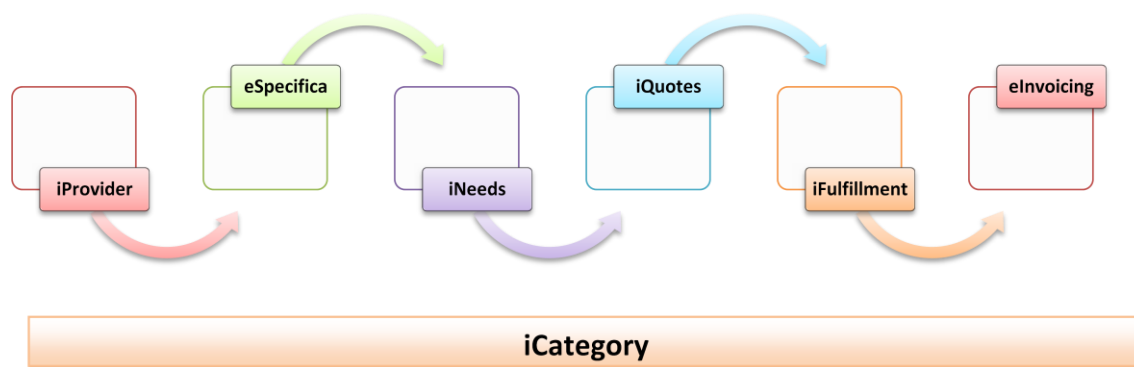 iProvider
eSpecifica
iNeeds
iQuotes
iFulfillment
eInvoicing
iCategory